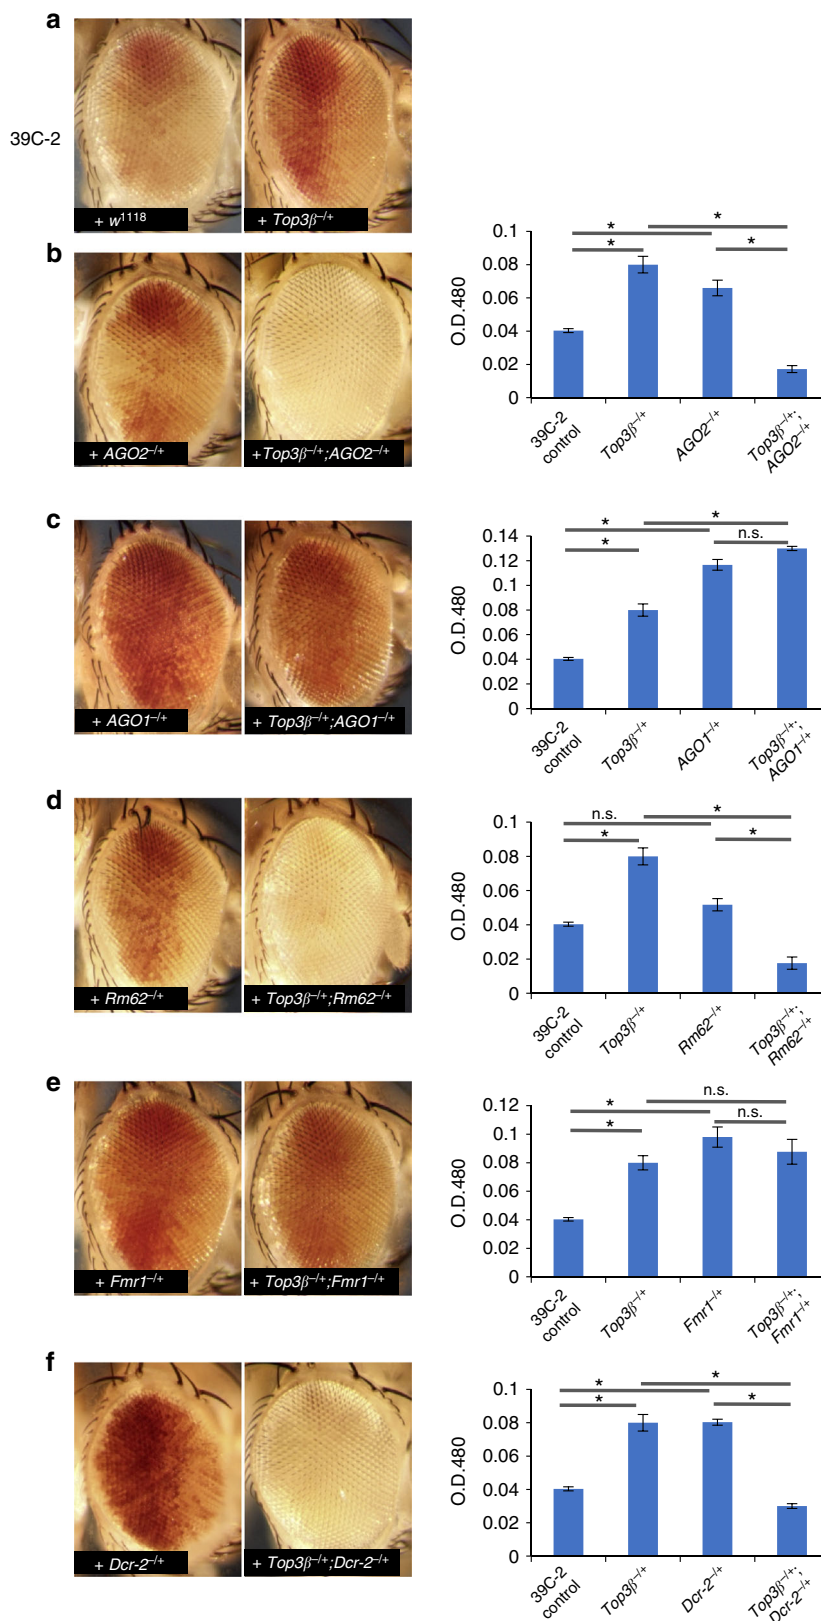 a
39C-2
+ w¹¹¹⁸
+ Top3β⁻/⁺
b
+ AGO2⁻/⁺
+Top3β⁻/⁺;AGO2⁻/⁺
O.D.480
0.1
0.08
0.06
0.04
0.02
0
*
*
*
*
39C-2
control
Top3β⁻/⁺
AGO2⁻/⁺
Top3β⁻/⁺;
AGO2⁻/⁺
c
+ AGO1⁻/⁺
+ Top3β⁻/⁺;AGO1⁻/⁺
O.D.480
0.14
0.12
0.1
0.08
0.06
0.04
0.02
0
*
*
*
n.s.
39C-2
control
Top3β⁻/⁺
AGO1⁻/⁺
Top3β⁻/⁺;
AGO1⁻/⁺
d
+ Rm62⁻/⁺
+ Top3β⁻/⁺;Rm62⁻/⁺
O.D.480
0.1
0.08
0.06
0.04
0.02
0
n.s.
*
*
*
39C-2
control
Top3β⁻/⁺
Rm62⁻/⁺
Top3β⁻/⁺;
Rm62⁻/⁺
e
+ Fmr1⁻/⁺
+ Top3β⁻/⁺;Fmr1⁻/⁺
O.D.480
0.12
0.1
0.08
0.06
0.04
0.02
0
n.s.
*
n.s.
*
39C-2
control
Top3β⁻/⁺
Fmr1⁻/⁺
Top3β⁻/⁺;
Fmr1⁻/⁺
f
+ Dcr-2⁻/⁺
+ Top3β⁻/⁺;Dcr-2⁻/⁺
O.D.480
0.1
0.08
0.06
0.04
0.02
0
*
*
*
*
39C-2
control
Top3β⁻/⁺
Dcr-2⁻/⁺
Top3β⁻/⁺;
Dcr-2⁻/⁺